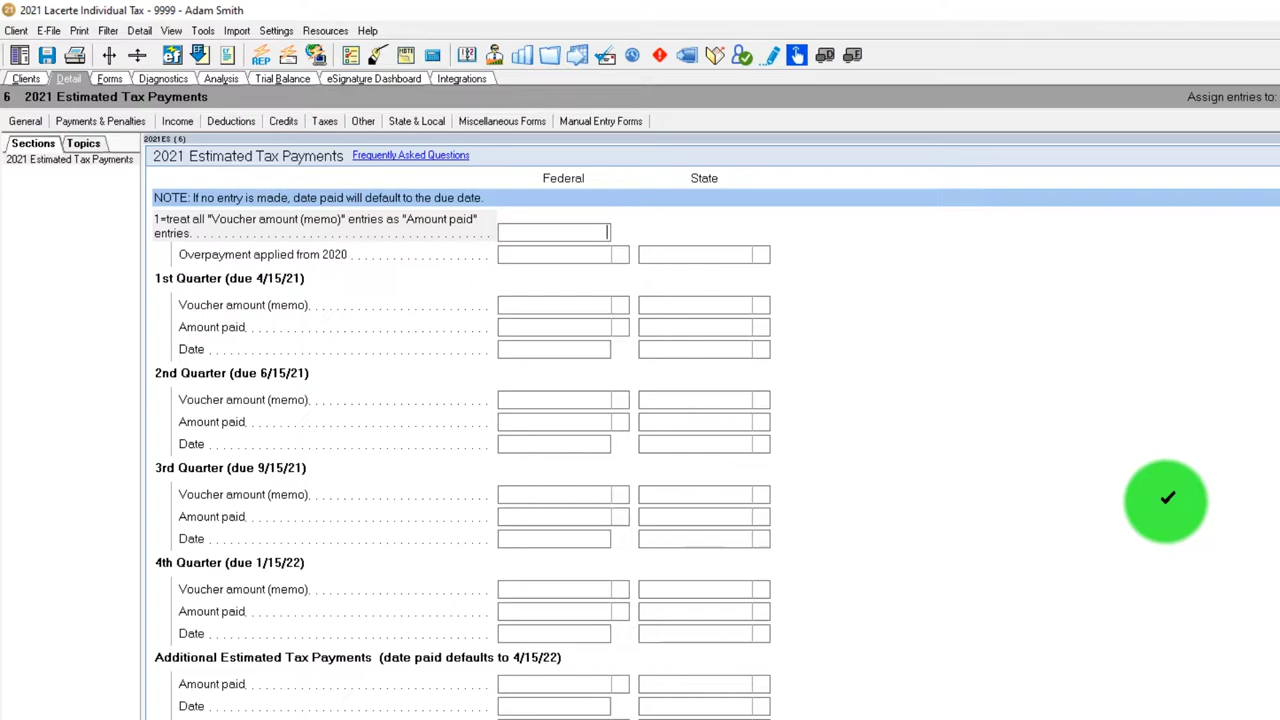 21 2021 Lacerte Individual Tax - 9999 - Adam Smith
Client E-File Print Filter Detail View Tools Import Settings Resources Help
REP
Clients Detail Forms Diagnostics Analysis Trial Balance eSignature Dashboard Integrations
6 2021 Estimated Tax Payments Assign entries to:
General Payments & Penalties Income Deductions Credits Taxes Other State & Local Miscellaneous Forms Manual Entry Forms
Sections Topics 2021ES (6)
2021 Estimated Tax Payments
2021 Estimated Tax Payments Frequently Asked Questions
Federal State
NOTE: If no entry is made, date paid will default to the due date.
1=treat all "Voucher amount (memo)" entries as "Amount paid"
entries.
Overpayment applied from 2020
1st Quarter (due 4/15/21)
Voucher amount (memo).
Amount paid.
Date
2nd Quarter (due 6/15/21)
Voucher amount (memo).
Amount paid.
Date
3rd Quarter (due 9/15/21)
Voucher amount (memo).
Amount paid.
Date
4th Quarter (due 1/15/22)
Voucher amount (memo).
Amount paid.
Date
Additional Estimated Tax Payments (date paid defaults to 4/15/22)
Amount paid.
Date